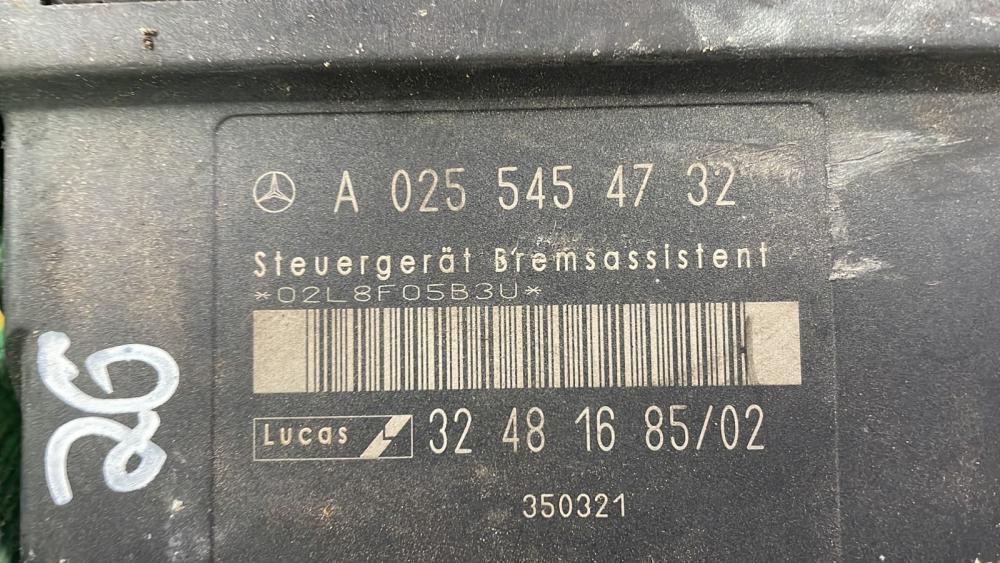 A 025 545 47 32
Steuergerät Bremsassistent
*02L8F05B3U*
Lucas 32 48 16 85/02
350321
26